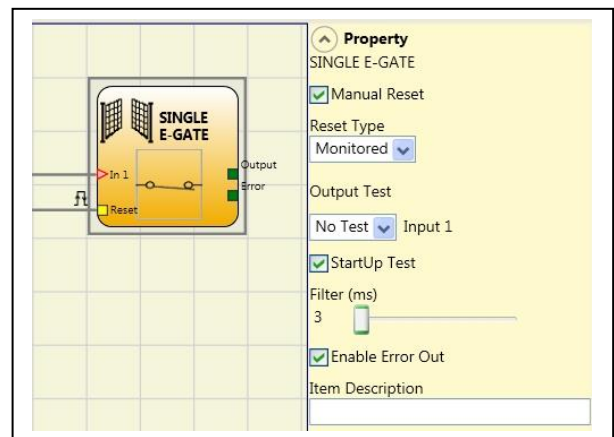 SINGLE
E-GATE
In 1
Output
Error
Reset
Property
SINGLE E-GATE
Manual Reset
Reset Type
Monitored
Output Test
No Test Input 1
StartUp Test
Filter (ms)
3
Enable Error Out
Item Description